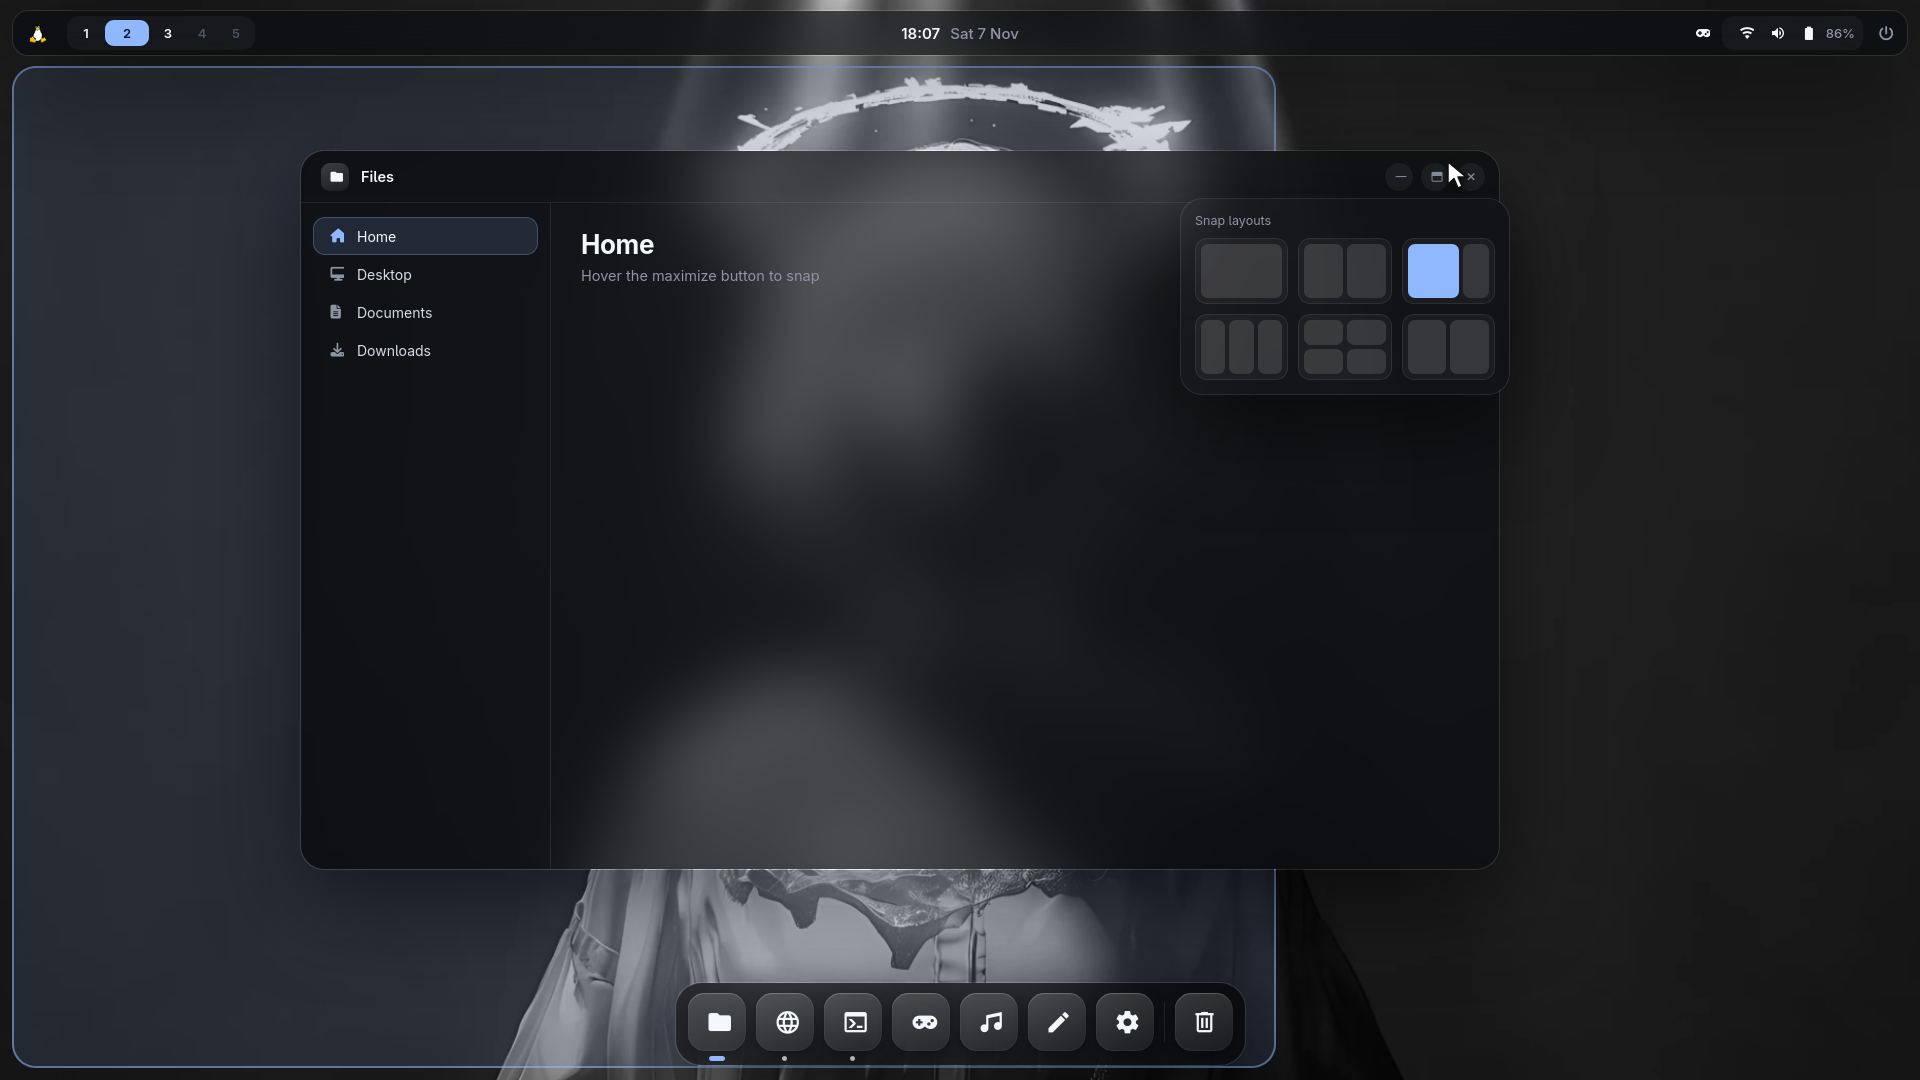 1 2 3 4 5
18:07 Sat 7 Nov
86%
Files
Home
Desktop
Documents
Downloads
Home
Hover the maximize button to snap
Snap layouts